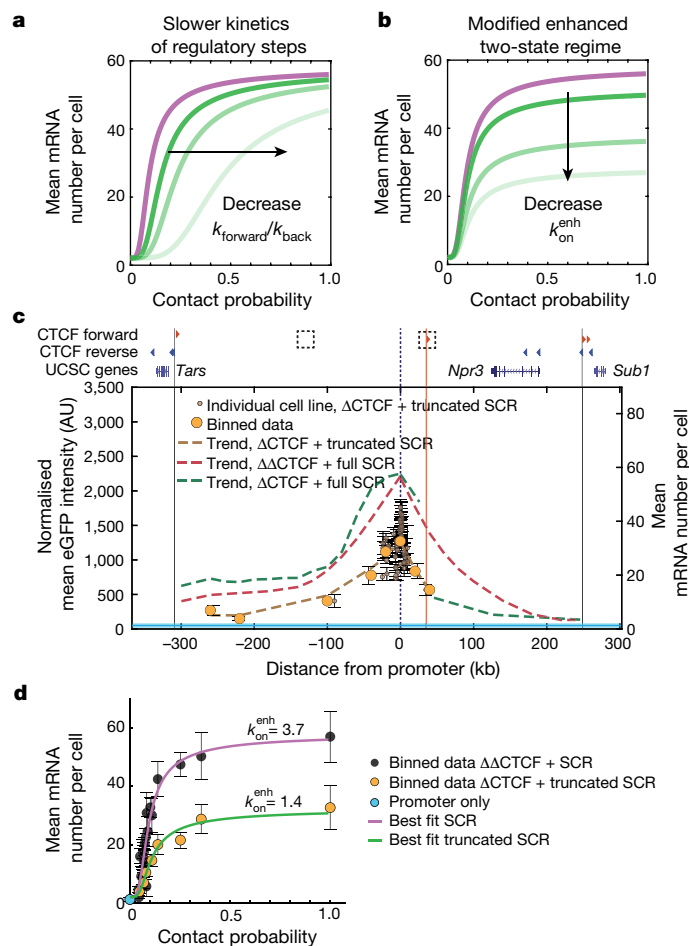 a
Slower kinetics
of regulatory steps
Mean mRNA
number per cell
60
40
20
0
Decrease
kforward/kback
0
0.5
1.0
Contact probability
b
Modified enhanced
two-state regime
Mean mRNA
number per cell
60
40
20
0
Decrease
k enh on
0
0.5
1.0
Contact probability
c
CTCF forward
CTCF reverse
UCSC genes
Tars
Npr3
Sub1
Normalised
mean eGFP intensity (AU)
3,500
3,000
2,500
2,000
1,500
1,000
500
0
Individual cell line, ΔCTCF + truncated SCR
Binned data
Trend, ΔCTCF + truncated SCR
Trend, ΔΔCTCF + full SCR
Trend, ΔCTCF + full SCR
80
60
40
20
0
Mean
mRNA number per cell
−300
−200
−100
0
100
200
300
Distance from promoter (kb)
d
Mean mRNA
number per cell
60
40
20
0
k enh on = 3.7
k enh on = 1.4
0
0.5
1.0
Contact probability
Binned data ΔΔCTCF + SCR
Binned data ΔCTCF + truncated SCR
Promoter only
Best fit SCR
Best fit truncated SCR